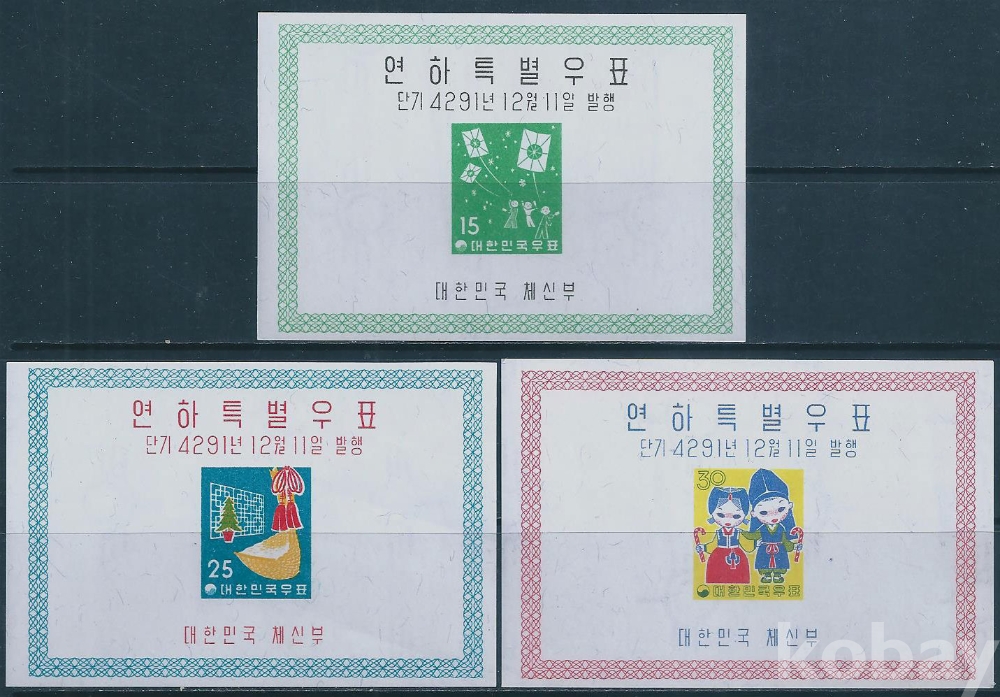 연하특별우표
단기 4291년 12월 11일 발행
15
대한민국우표
대한민국 체신부
연하특별우표
단기 4291년 12월 11일 발행
25
대한민국우표
대한민국 체신부
연하특별우표
단기 4291년 12월 11일 발행
30
대한민국우표
대한민국 체신부
kobay